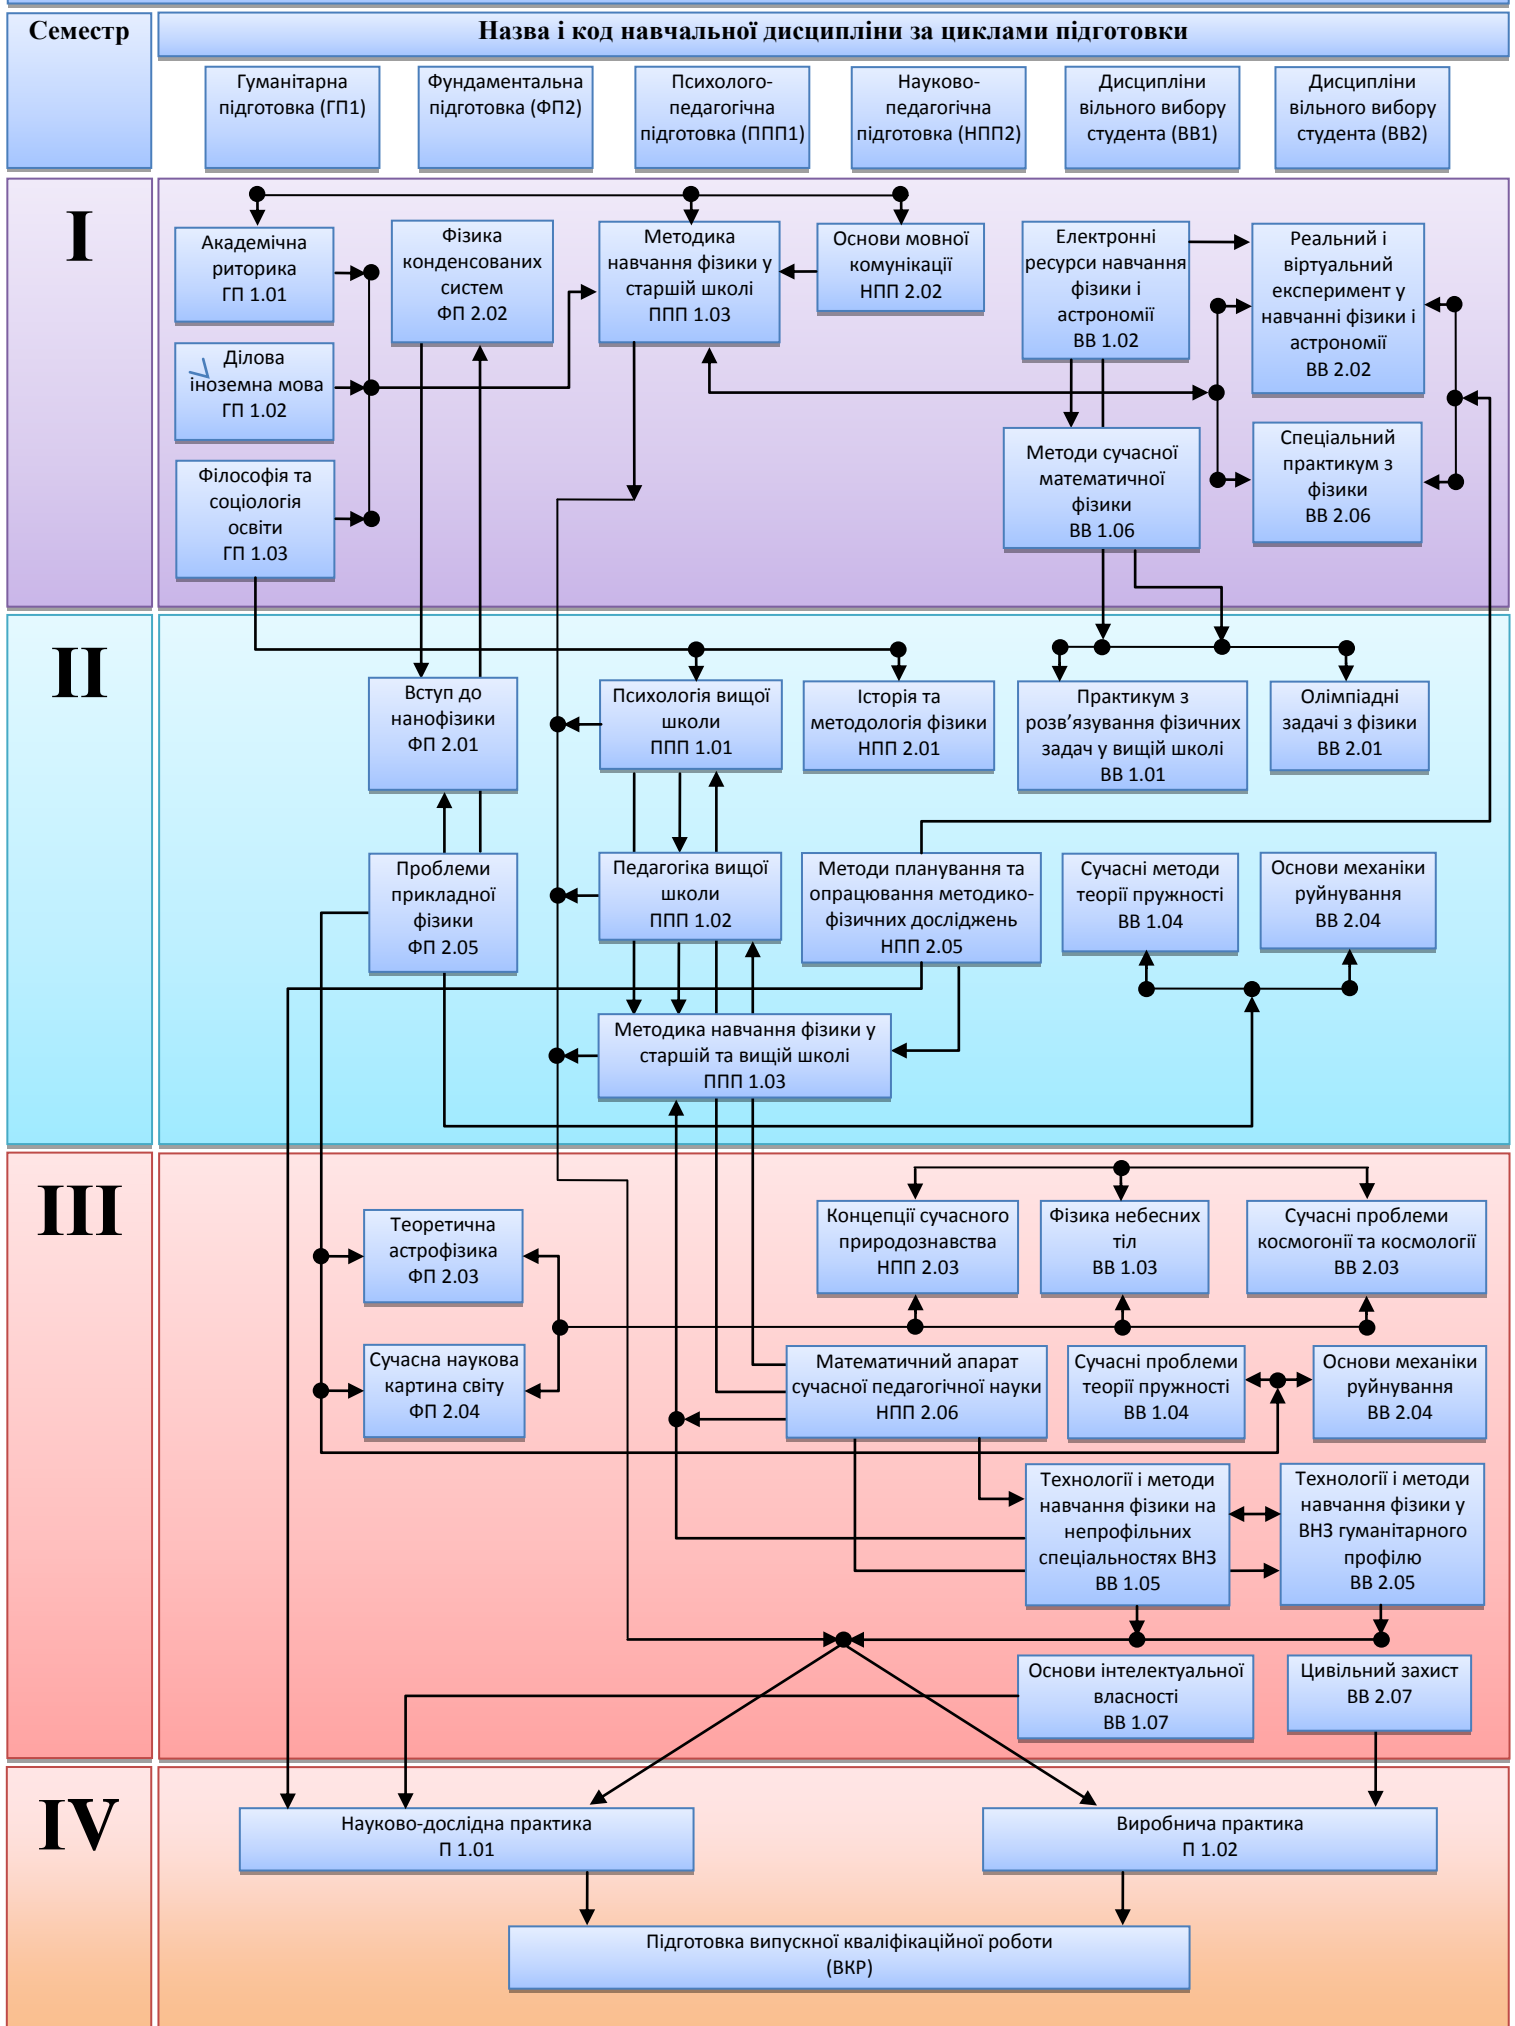 Семестр
Назва і код навчальної дисципліни за циклами підготовки
Гуманітарна
підготовка (ГП1)
Фундаментальна
підготовка (ФП2)
Психолого-
педагогічна
підготовка (ППП1)
Науково-
педагогічна
підготовка (НПП2)
Дисципліни
вільного вибору
студента (ВВ1)
Дисципліни
вільного вибору
студента (ВВ2)
I
Академічна
риторика
ГП 1.01
Фізика
конденсованих
систем
ФП 2.02
Методика
навчання фізики у
старшій школі
ППП 1.03
Основи мовної
комунікації
НПП 2.02
Електронні
ресурси навчання
фізики і
астрономії
ВВ 1.02
Реальний і
віртуальний
експеримент у
навчанні фізики і
астрономії
ВВ 2.02
Ділова
іноземна мова
ГП 1.02
Методи сучасної
математичної
фізики
ВВ 1.06
Спеціальний
практикум з
фізики
ВВ 2.06
Філософія та
соціологія
освіти
ГП 1.03
II
Вступ до
нанофізики
ФП 2.01
Психологія вищої
школи
ППП 1.01
Історія та
методологія фізики
НПП 2.01
Практикум з
розв’язування фізичних
задач у вищій школі
ВВ 1.01
Олімпіадні
задачі з фізики
ВВ 2.01
Проблеми
прикладної
фізики
ФП 2.05
Педагогіка вищої
школи
ППП 1.02
Методи планування та
опрацювання методико-
фізичних досліджень
НПП 2.05
Сучасні методи
теорії пружності
ВВ 1.04
Основи механіки
руйнування
ВВ 2.04
Методика навчання фізики у
старшій та вищій школі
ППП 1.03
III
Теоретична
астрофізика
ФП 2.03
Концепції сучасного
природознавства
НПП 2.03
Фізика небесних
тіл
ВВ 1.03
Сучасні проблеми
космогонії та космології
ВВ 2.03
Сучасна наукова
картина світу
ФП 2.04
Математичний апарат
сучасної педагогічної науки
НПП 2.06
Сучасні проблеми
теорії пружності
ВВ 1.04
Основи механіки
руйнування
ВВ 2.04
Технології і методи
навчання фізики на
непрофільних
спеціальностях ВНЗ
ВВ 1.05
Технології і методи
навчання фізики у
ВНЗ гуманітарного
профілю
ВВ 2.05
Основи інтелектуальної
власності
ВВ 1.07
Цивільний захист
ВВ 2.07
IV
Науково-дослідна практика
П 1.01
Виробнича практика
П 1.02
Підготовка випускної кваліфікаційної роботи
(ВКР)